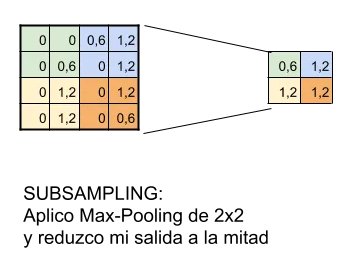 0 0 0,6 1,2
0 0,6 0 1,2
0 1,2 0 1,2
0 1,2 0 0,6
0,6 1,2
1,2 1,2
SUBSAMPLING:
Aplico Max-Pooling de 2x2
y reduzco mi salida a la mitad